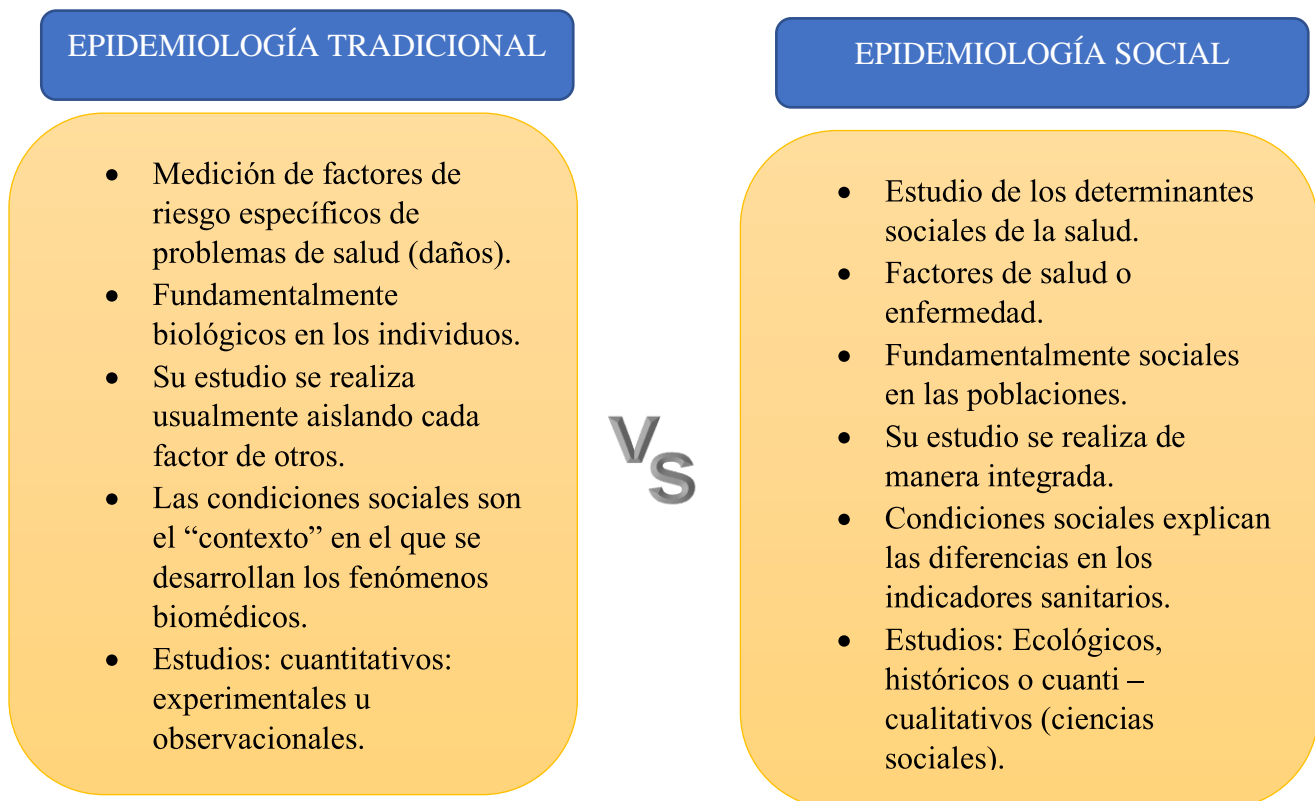 EPIDEMIOLOGÍA TRADICIONAL
• Medición de factores de
riesgo específicos de
problemas de salud (daños).
• Fundamentalmente
biológicos en los individuos.
• Su estudio se realiza
usualmente aislando cada
factor de otros.
• Las condiciones sociales son
el “contexto” en el que se
desarrollan los fenómenos
biomédicos.
• Estudios: cuantitativos:
experimentales u
observacionales.
VS
EPIDEMIOLOGÍA SOCIAL
• Estudio de los determinantes
sociales de la salud.
• Factores de salud o
enfermedad.
• Fundamentalmente sociales
en las poblaciones.
• Su estudio se realiza de
manera integrada.
• Condiciones sociales explican
las diferencias en los
indicadores sanitarios.
• Estudios: Ecológicos,
históricos o cuanti –
cualitativos (ciencias
sociales).